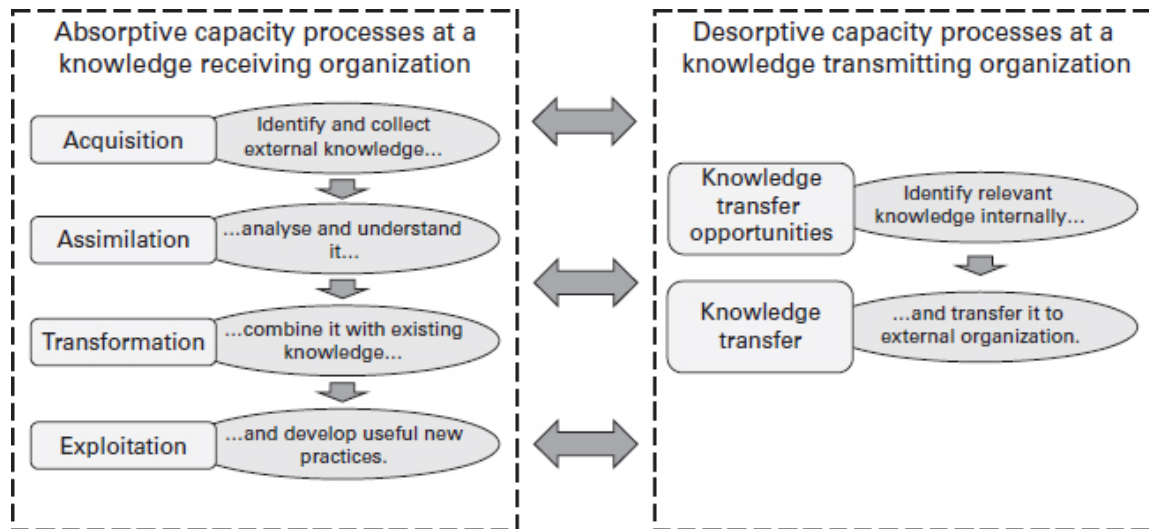 Absorptive capacity processes at a
knowledge receiving organization
Acquisition
Identify and collect
external knowledge...
Assimilation
...analyse and understand
it...
Transformation
...combine it with existing
knowledge...
Exploitation
...and develop useful new
practices.
Desorptive capacity processes at a
knowledge transmitting organization
Knowledge
transfer
opportunities
Identify relevant
knowledge internally...
Knowledge
transfer
...and transfer it to
external organization.